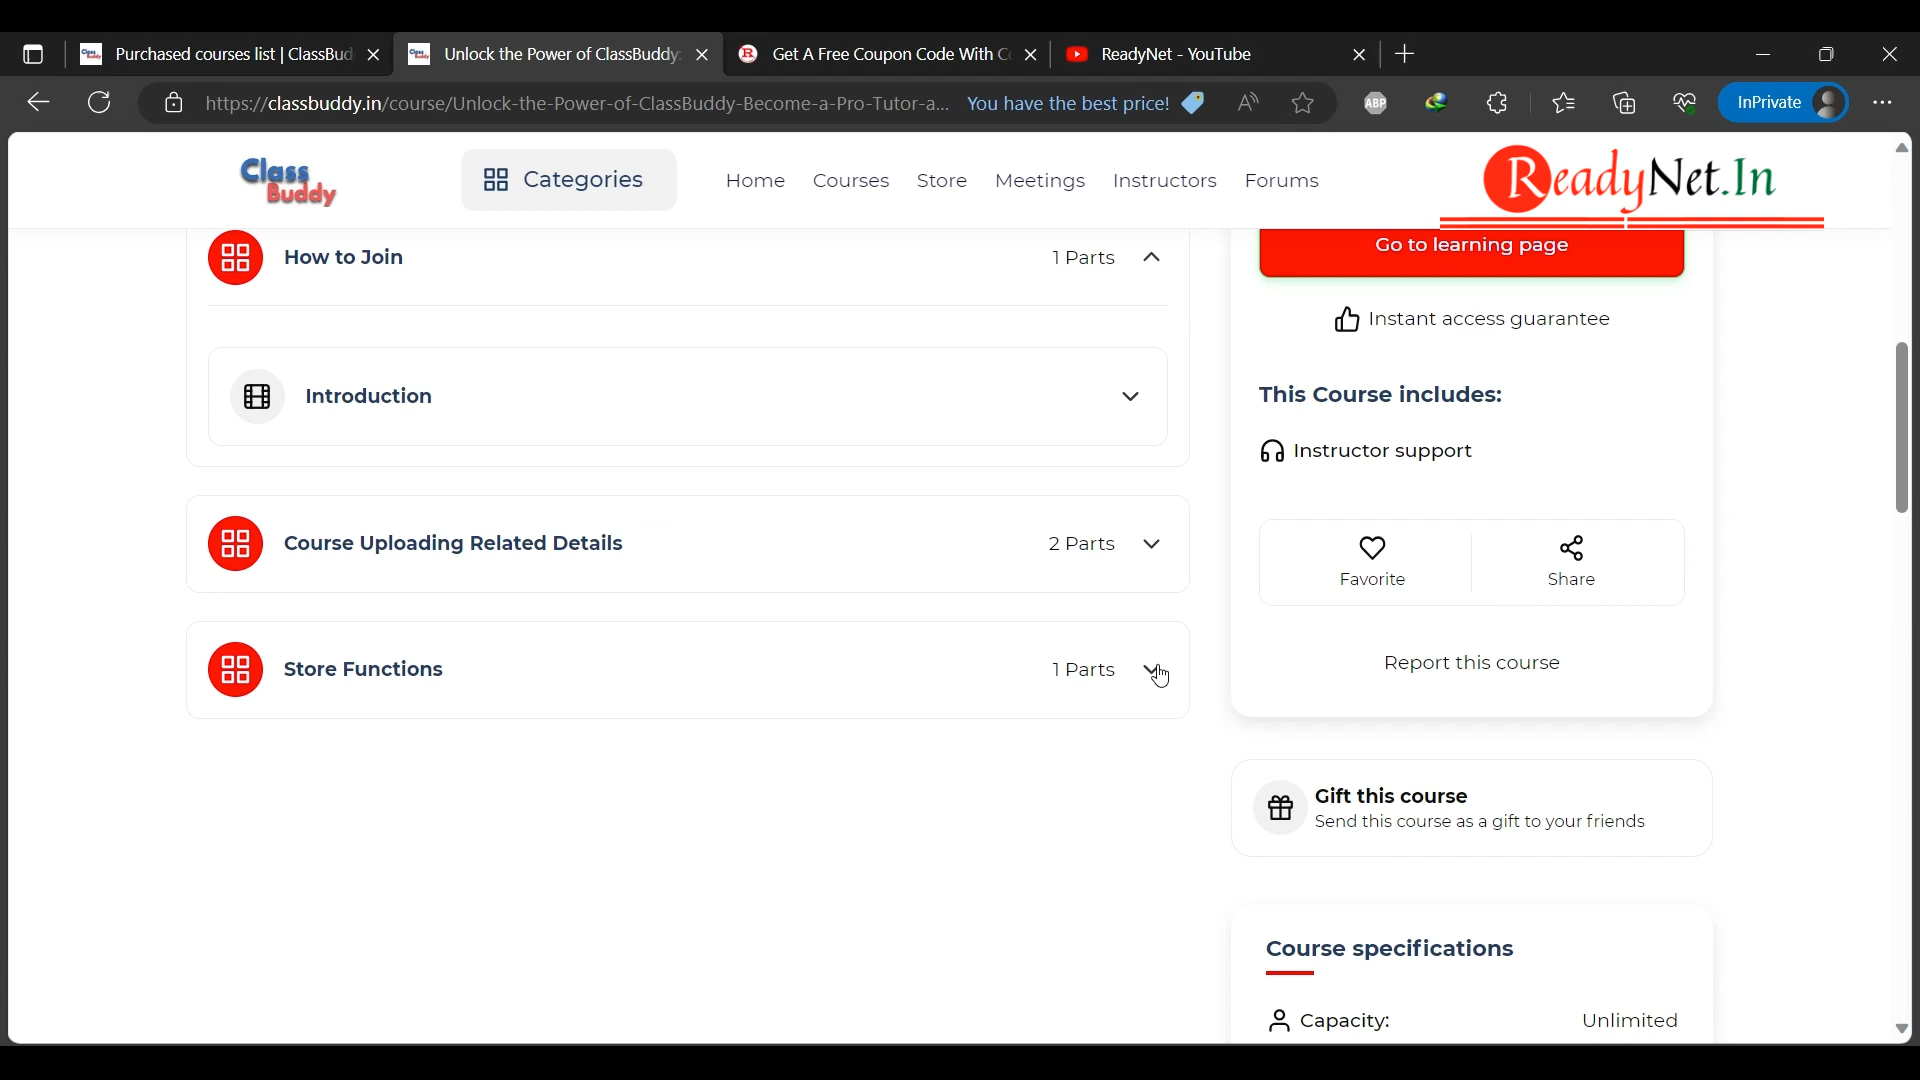 Purchased courses list | ClassBud
Unlock the Power of ClassBuddy:
Get A Free Coupon Code With Co
ReadyNet - YouTube
https://classbuddy.in/course/Unlock-the-Power-of-ClassBuddy-Become-a-Pro-Tutor-a...
You have the best price!
ABP
InPrivate
Class
Buddy
Categories
Home
Courses
Store
Meetings
Instructors
Forums
ReadyNet.In
How to Join
1 Parts
Go to learning page
Instant access guarantee
Introduction
This Course includes:
Instructor support
Course Uploading Related Details
2 Parts
Favorite
Share
Store Functions
1 Parts
Report this course
Gift this course
Send this course as a gift to your friends
Course specifications
Capacity:
Unlimited